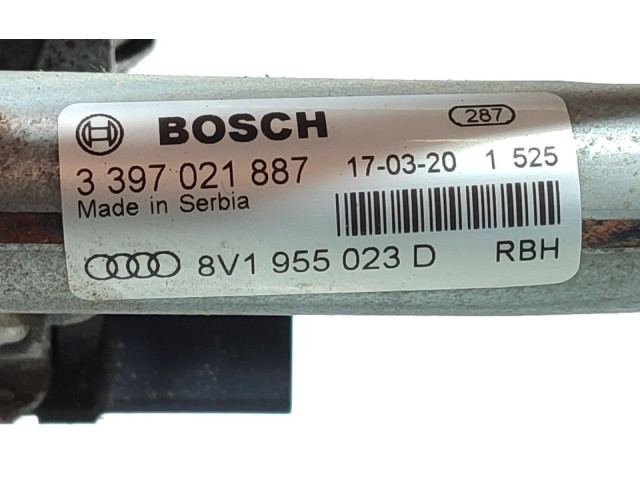 BOSCH 287
3 397 021 887 17-03-20 1 525
Made in Serbia
8V1 955 023 D RBH